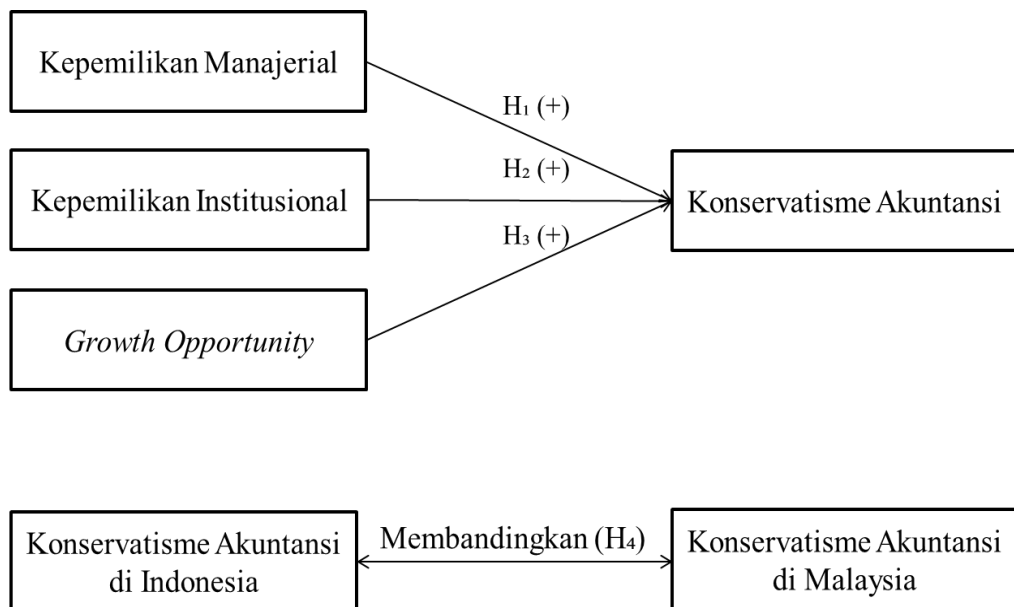 Kepemilikan Manajerial
H₁ (+)
Kepemilikan Institusional
H₂ (+)
Konservatisme Akuntansi
H₃ (+)
Growth Opportunity
Konservatisme Akuntansi
di Indonesia
Membandingkan (H₄)
Konservatisme Akuntansi
di Malaysia